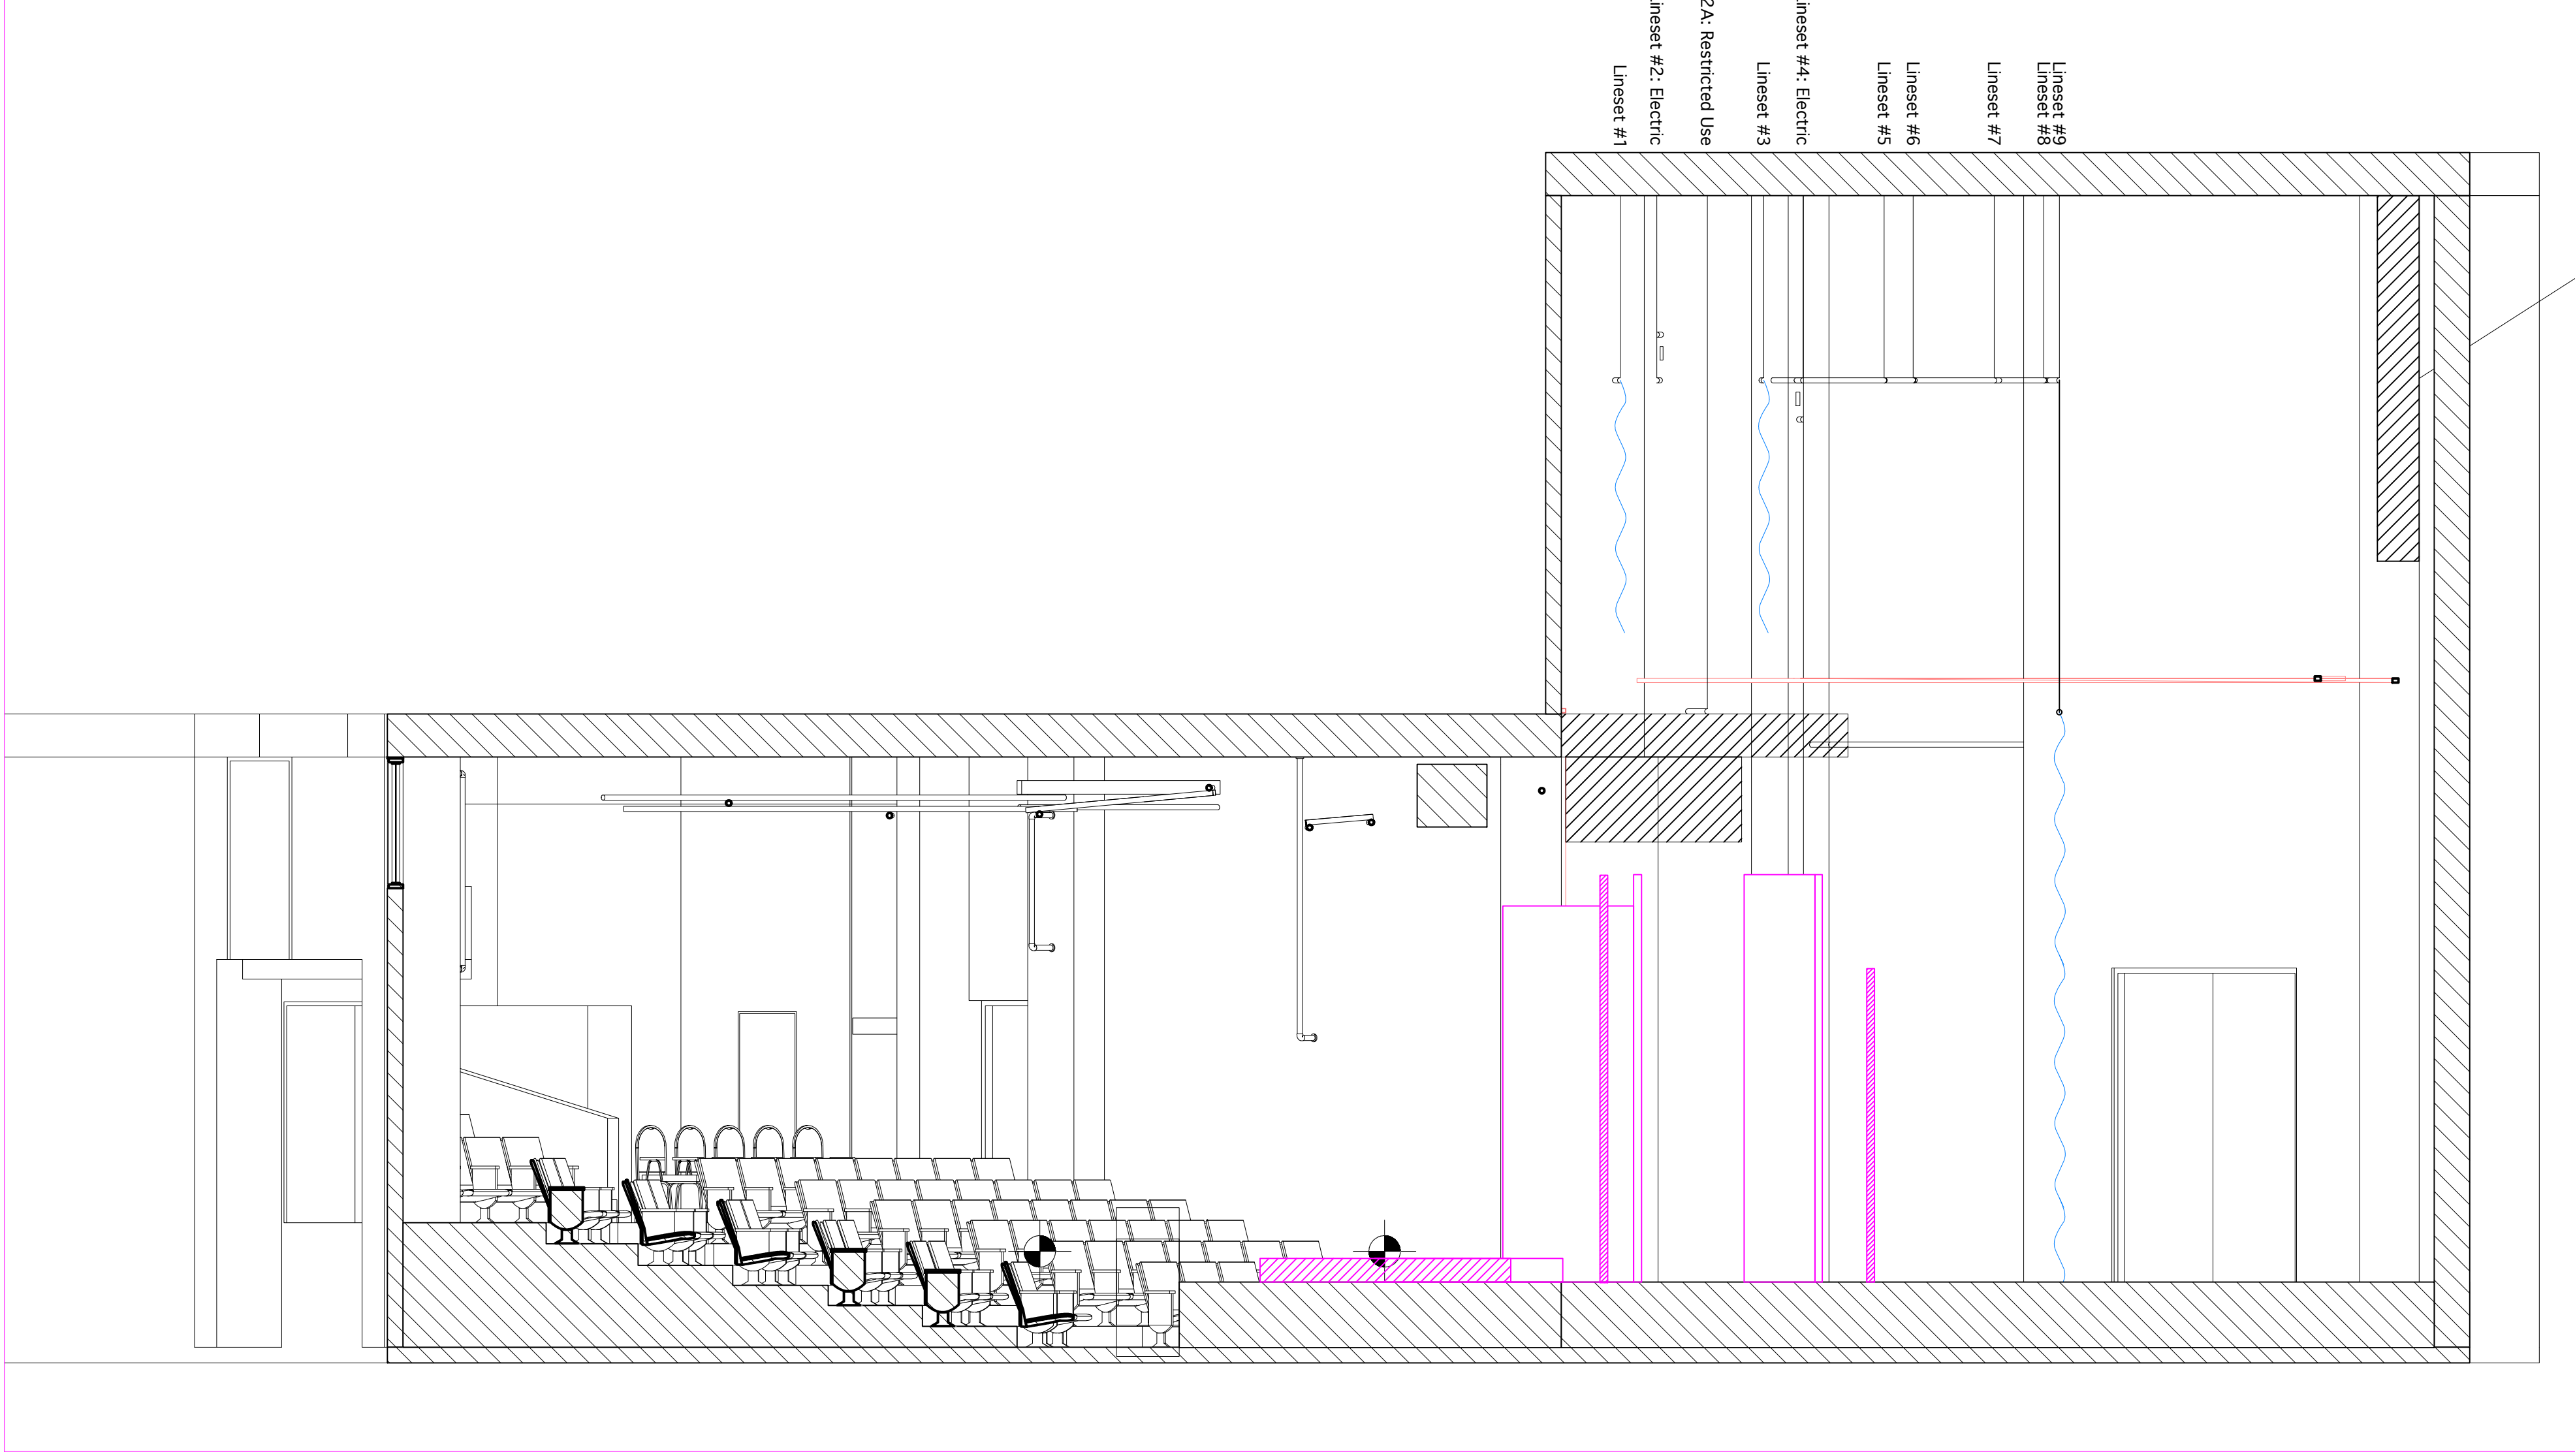 Lineset #1
ineset #2: Electric
2A: Restricted Use
Lineset #3
ineset #4: Electric
Lineset #5
Lineset #6
Lineset #7
Lineset #8
Lineset #9